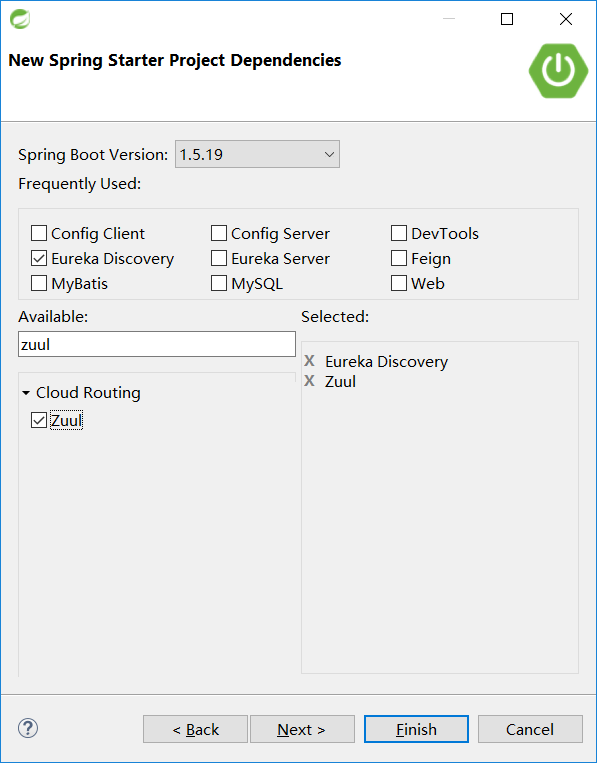 New Spring Starter Project Dependencies
Spring Boot Version: 1.5.19
Frequently Used:
Config Client Config Server DevTools
Eureka Discovery Eureka Server Feign
MyBatis MySQL Web
Available: Selected:
zuul
X Eureka Discovery
X Zuul
Cloud Routing
Zuul
? < Back Next > Finish Cancel